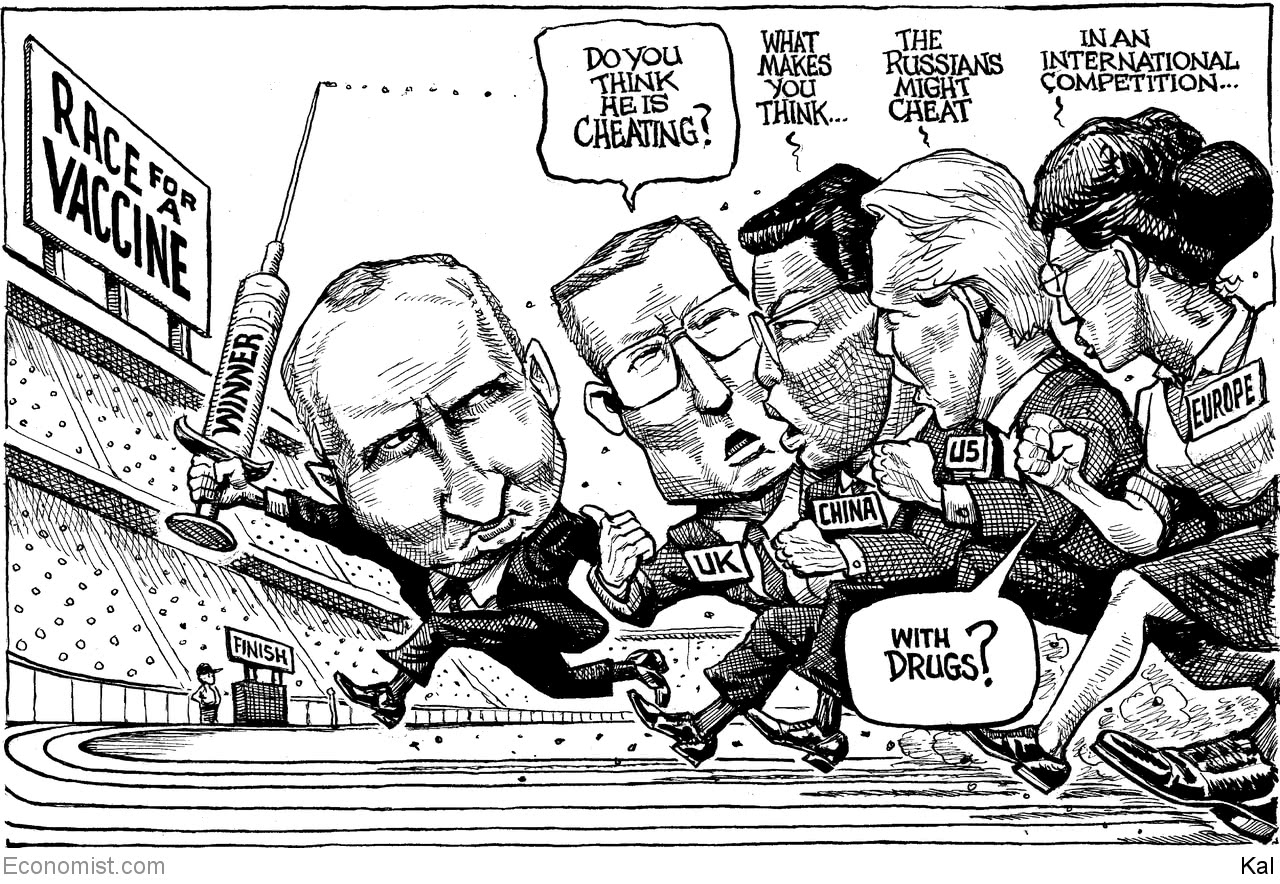 RACE FOR
A
VACCINE
WINNER
FINISH
DO YOU
THINK
HE IS
CHEATING?
WHAT
MAKES
YOU
THINK...
THE
RUSSIANS
MIGHT
CHEAT
IN AN
INTERNATIONAL
COMPETITION...
WITH
DRUGS?
UK
CHINA
US
EUROPE
Economist.com
Kal